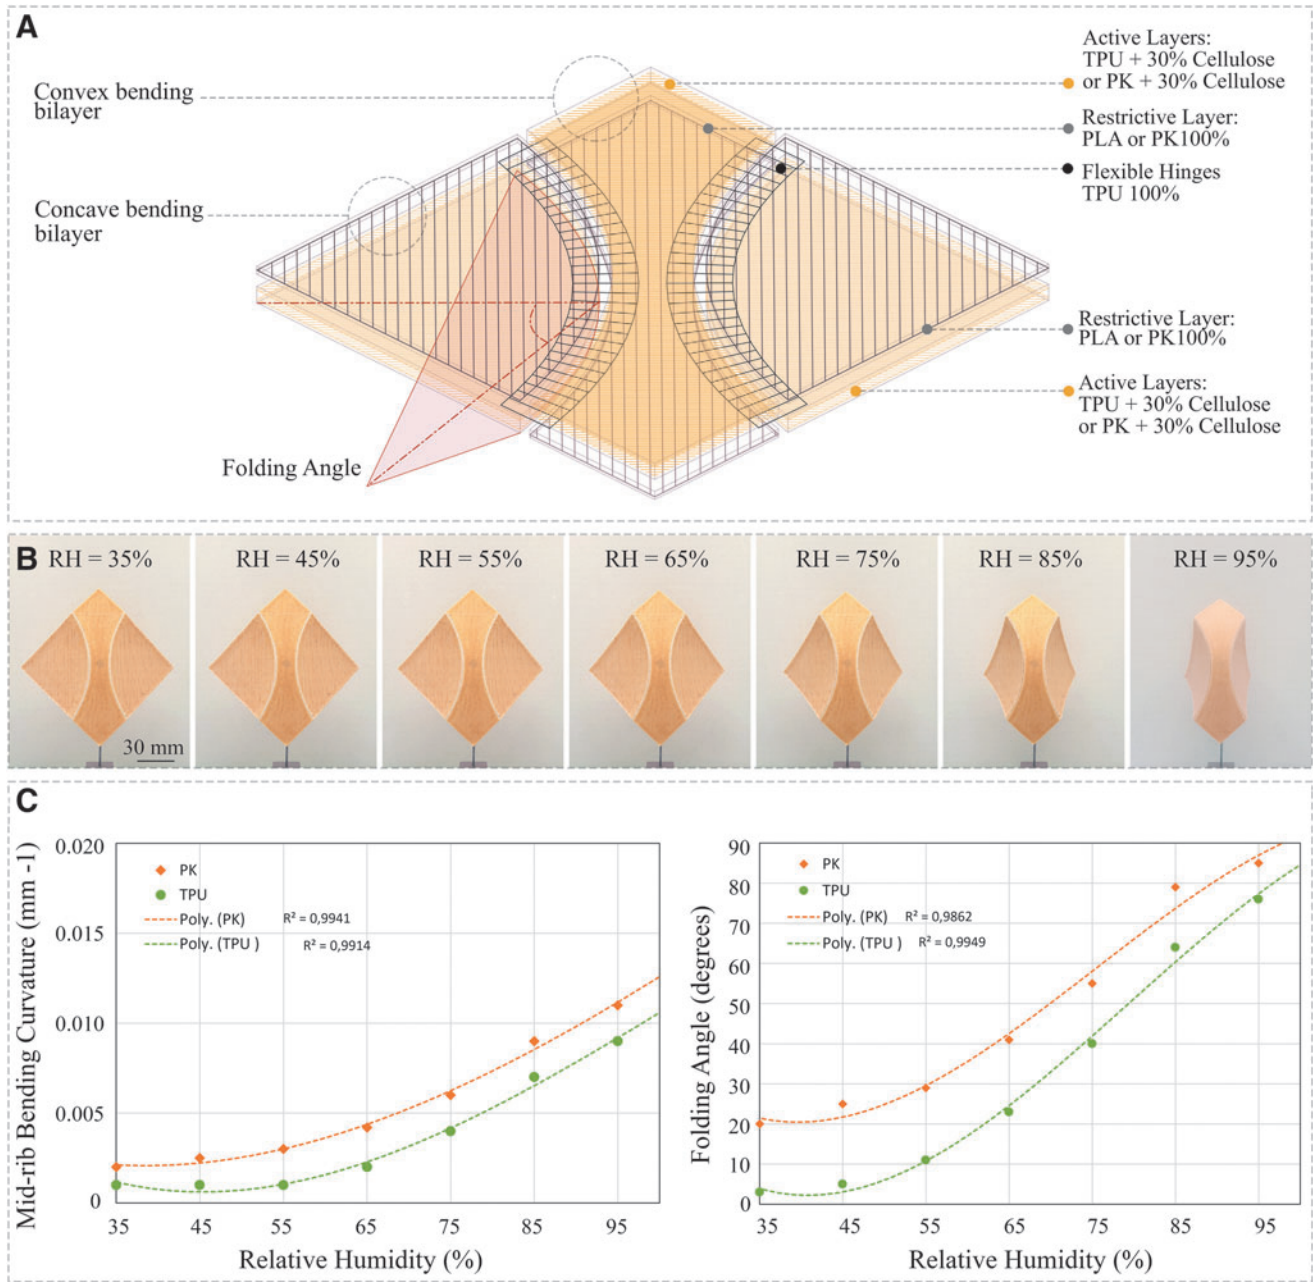 A
Convex bending
bilayer
Concave bending
bilayer
Folding Angle
Active Layers:
TPU + 30% Cellulose
or PK + 30% Cellulose
Restrictive Layer:
PLA or PK100%
Flexible Hinges
TPU 100%
Restrictive Layer:
PLA or PK100%
Active Layers:
TPU + 30% Cellulose
or PK + 30% Cellulose
B
RH = 35%
RH = 45%
RH = 55%
RH = 65%
RH = 75%
RH = 85%
RH = 95%
30 mm
C
Mid-rib Bending Curvature (mm -1)
0.020
0.015
0.010
0.005
0
PK
TPU
Poly. (PK) R² = 0,9941
Poly. (TPU ) R² = 0,9914
35 45 55 65 75 85 95
Relative Humidity (%)
Folding Angle (degrees)
90
80
70
60
50
40
30
20
10
0
PK
TPU
Poly. (PK) R² = 0,9862
Poly. (TPU ) R² = 0,9949
35 45 55 65 75 85 95
Relative Humidity (%)